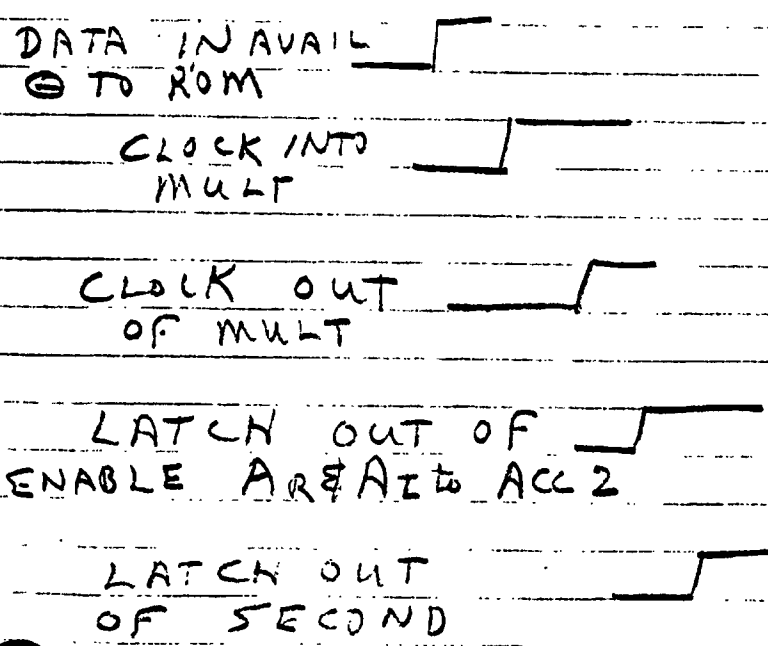 DATA IN AVAIL
⊖ TO ROM
CLOCK INTO
MULT
CLOCK OUT
OF MULT
LATCH OUT OF
ENABLE AR & AI to ACC 2
LATCH OUT
OF SECOND